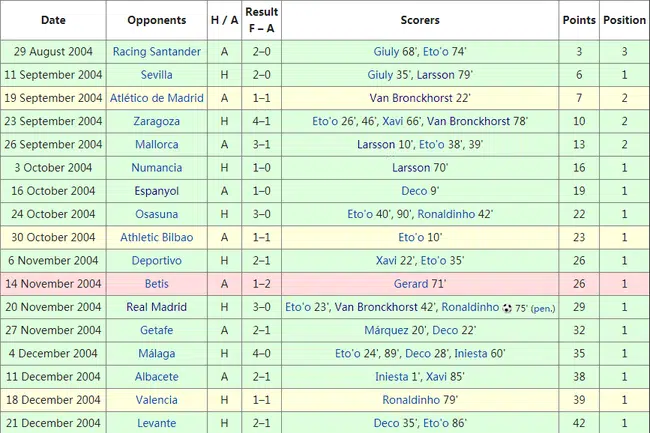 Date Opponents H / A Result F – A Scorers Points Position
29 August 2004 Racing Santander A 2–0 Giuly 68', Eto'o 74' 3 3
11 September 2004 Sevilla H 2–0 Giuly 35', Larsson 79' 6 1
19 September 2004 Atlético de Madrid A 1–1 Van Bronckhorst 22' 7 2
23 September 2004 Zaragoza H 4–1 Eto'o 26', 46', Xavi 66', Van Bronckhorst 78' 10 2
26 September 2004 Mallorca A 3–1 Larsson 10', Eto'o 38', 39' 13 2
3 October 2004 Numancia H 1–0 Larsson 70' 16 1
16 October 2004 Espanyol A 1–0 Deco 9' 19 1
24 October 2004 Osasuna H 3–0 Eto'o 40', 90', Ronaldinho 42' 22 1
30 October 2004 Athletic Bilbao A 1–1 Eto'o 10' 23 1
6 November 2004 Deportivo H 2–1 Xavi 22', Eto'o 35' 26 1
14 November 2004 Betis A 1–2 Gerard 71' 26 1
20 November 2004 Real Madrid H 3–0 Eto'o 23', Van Bronckhorst 42', Ronaldinho 75' (pen.) 29 1
27 November 2004 Getafe A 2–1 Márquez 20', Deco 22' 32 1
4 December 2004 Málaga H 4–0 Eto'o 24', 89', Deco 28', Iniesta 60' 35 1
11 December 2004 Albacete A 2–1 Iniesta 1', Xavi 85' 38 1
18 December 2004 Valencia H 1–1 Ronaldinho 79' 39 1
21 December 2004 Levante H 2–1 Deco 35', Eto'o 86' 42 1